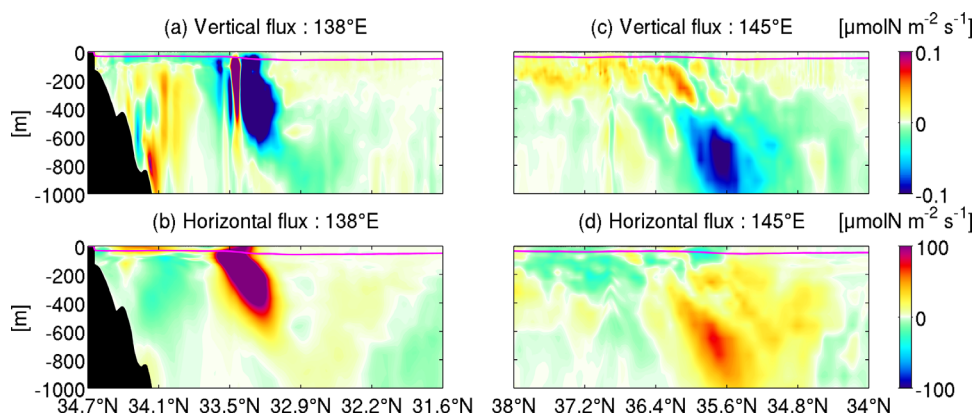 (a) Vertical flux : 138°E
(c) Vertical flux : 145°E
[µmolN m⁻² s⁻¹]
0
-200
-400
-600
-800
-1000
[m]
0.1
0
-0.1
(b) Horizontal flux : 138°E
(d) Horizontal flux : 145°E
[µmolN m⁻² s⁻¹]
0
-200
-400
-600
-800
-1000
[m]
100
0
-100
34.7°N 34.1°N 33.5°N 32.9°N 32.2°N 31.6°N
38°N 37.2°N 36.4°N 35.6°N 34.8°N 34°N